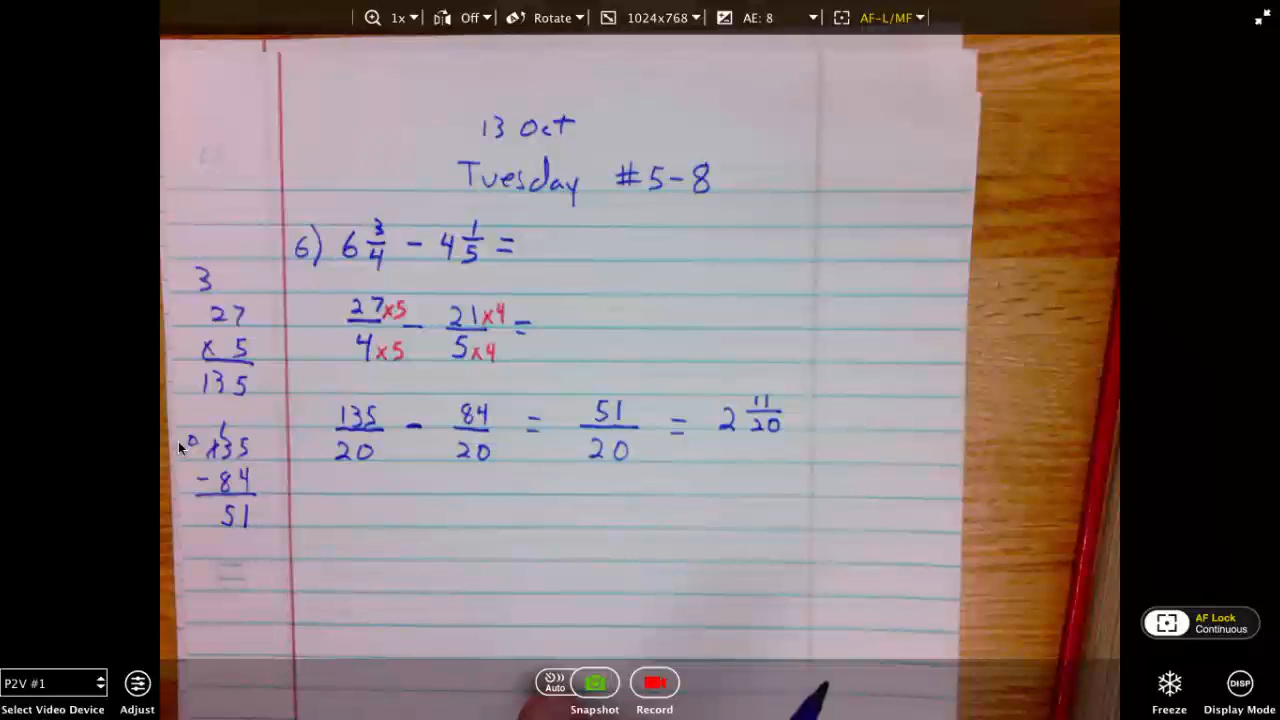 1x Off Rotate 1024x768 AE: 8 AF-L/MF
13 Oct
Tuesday #5-8
6) 6 3/4 - 4 1/5 =
3
27
x 5
135
27x5/4x5 - 21x4/5x4 =
135/20 - 84/20 = 51/20 = 2 11/20
0 1
135
- 84
51
AF Lock
Continuous
P2V #1
Select Video Device
Adjust
Auto
Snapshot
Record
Freeze
DISP
Display Mode